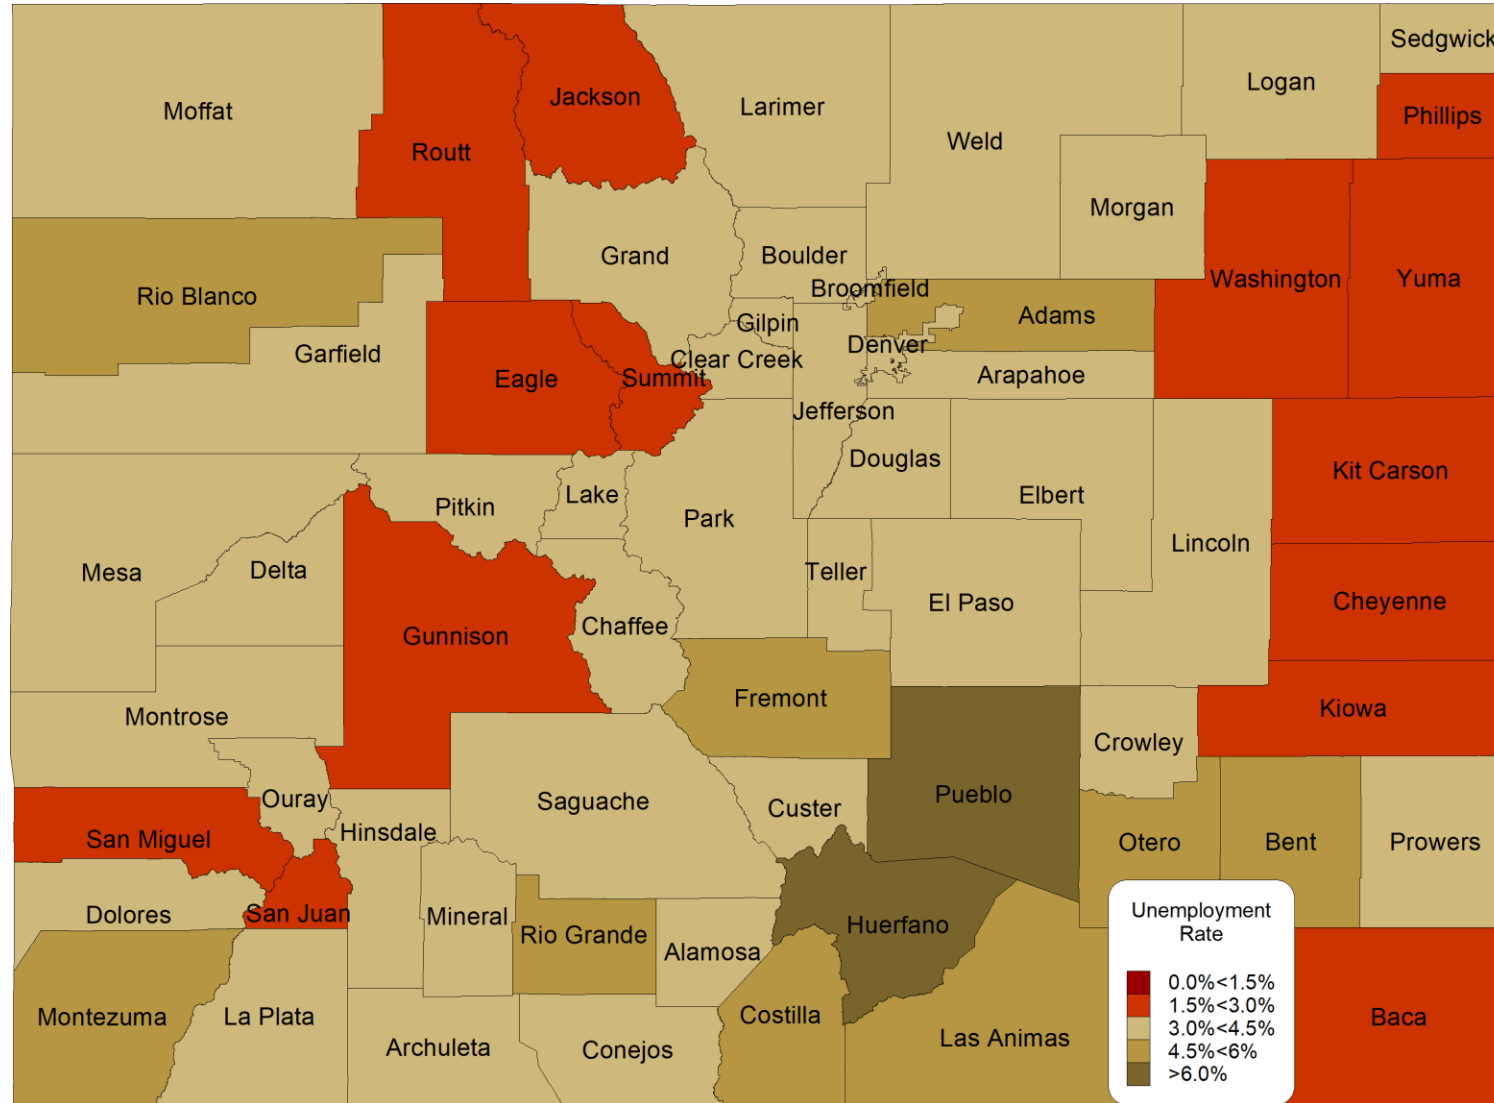 Sedgwick
Logan
Jackson
Larimer
Moffat
Phillips
Weld
Routt
Morgan
Grand
Boulder
Washington
Yuma
Broomfield
Rio Blanco
Adams
Gilpin
Denver
Garfield
Clear Creek
Arapahoe
Eagle
Summit
Jefferson
Douglas
Kit Carson
Lake
Elbert
Pitkin
Park
Lincoln
Mesa
Delta
Teller
El Paso
Cheyenne
Chaffee
Gunnison
Fremont
Kiowa
Montrose
Crowley
Pueblo
Ouray
Saguache
Custer
Hinsdale
San Miguel
Otero
Bent
Prowers
Dolores
San Juan
Mineral
Huerfano
Rio Grande
Alamosa
Costilla
Montezuma
La Plata
Las Animas
Baca
Archuleta
Conejos
Unemployment
Rate
0.0%<1.5%
1.5%<3.0%
3.0%<4.5%
4.5%<6%
>6.0%